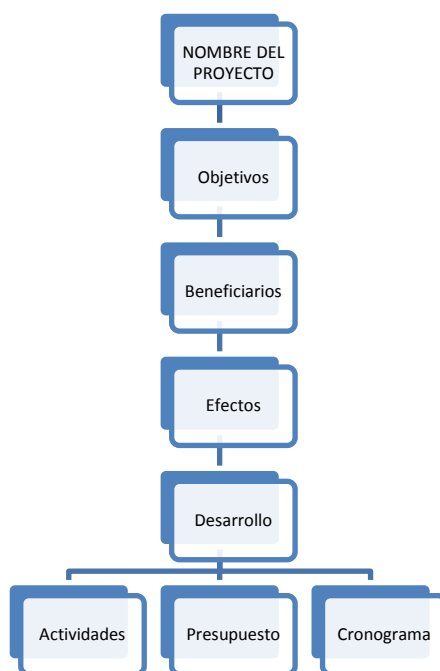 NOMBRE DEL
PROYECTO
Objetivos
Beneficiarios
Efectos
Desarrollo
Actividades
Presupuesto
Cronograma